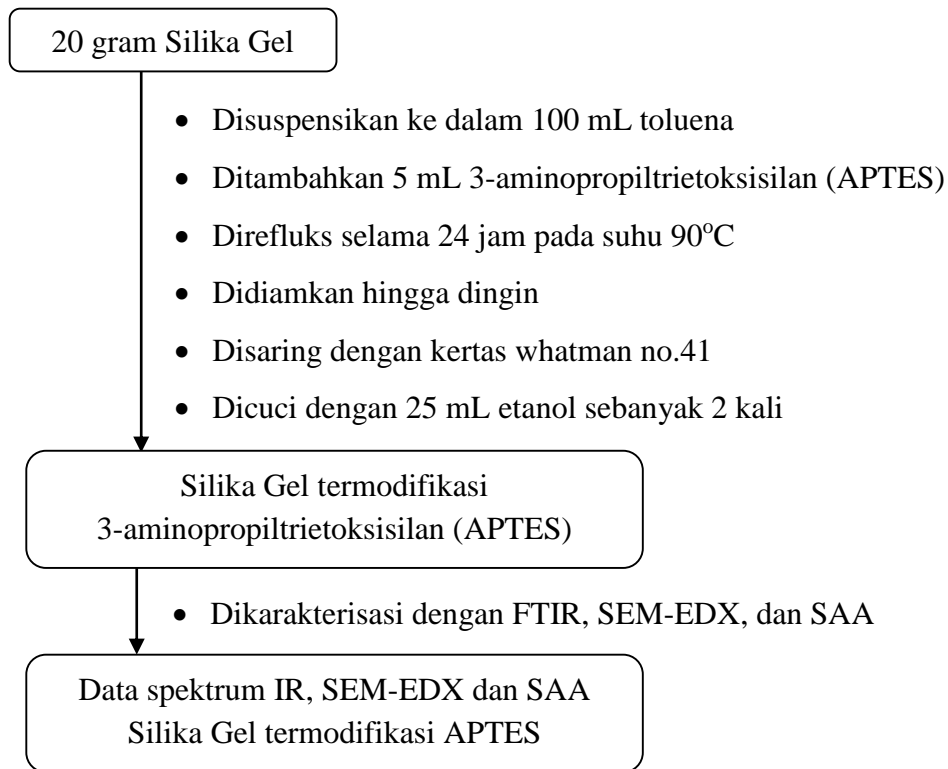 20 gram Silika Gel
• Disuspensikan ke dalam 100 mL toluena
• Ditambahkan 5 mL 3-aminopropiltrietoksisilan (APTES)
• Direfluks selama 24 jam pada suhu 90°C
• Didiamkan hingga dingin
• Disaring dengan kertas whatman no.41
• Dicuci dengan 25 mL etanol sebanyak 2 kali
Silika Gel termodifikasi
3-aminopropiltrietoksisilan (APTES)
• Dikarakterisasi dengan FTIR, SEM-EDX, dan SAA
Data spektrum IR, SEM-EDX dan SAA
Silika Gel termodifikasi APTES